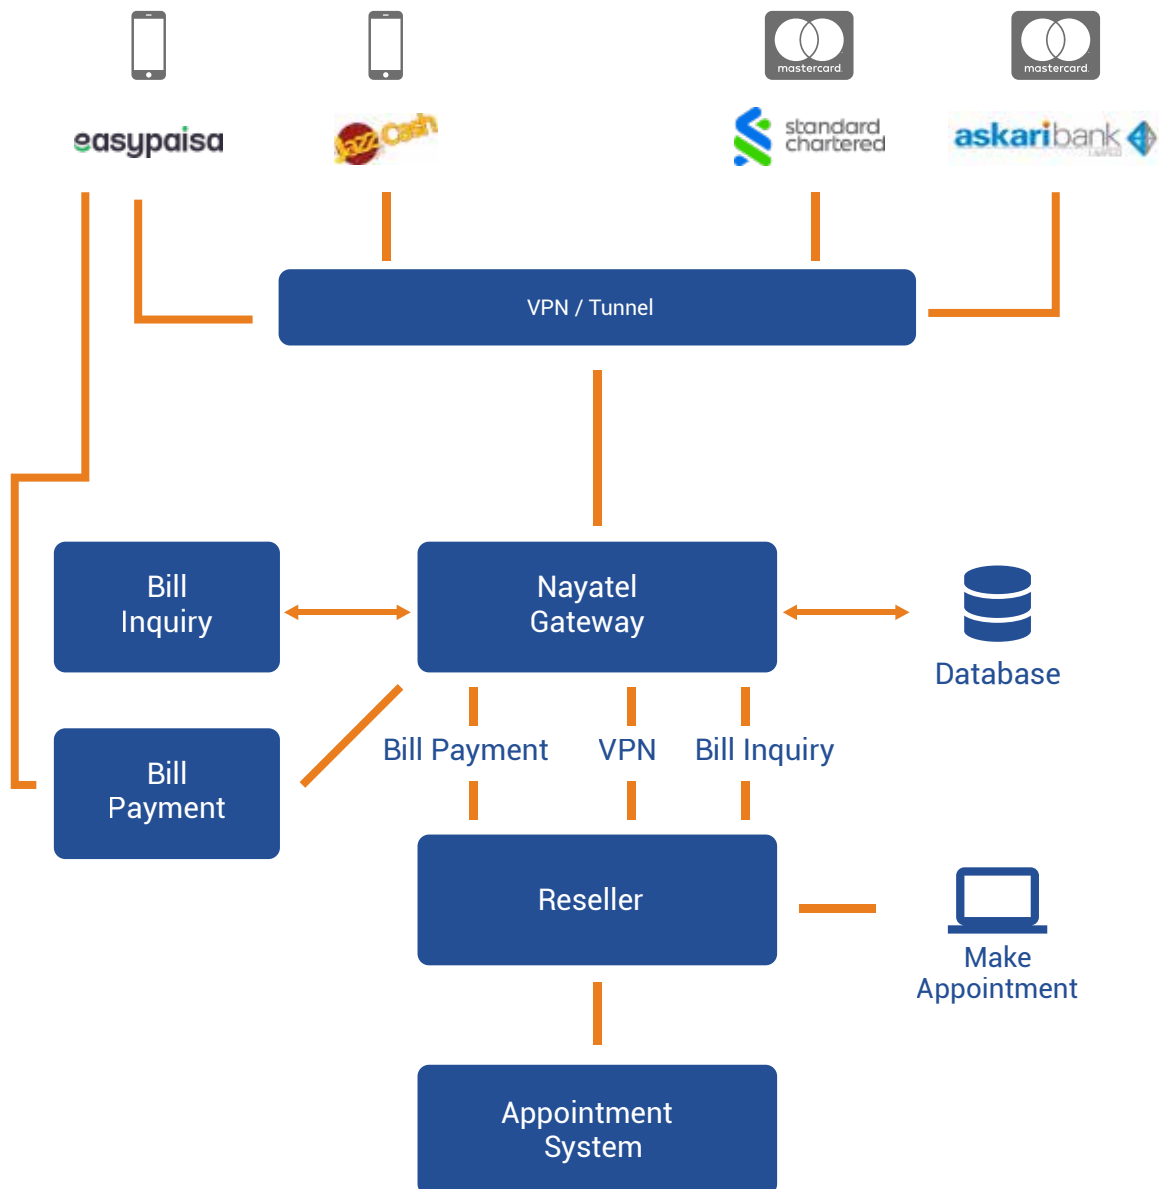 mastercard.
mastercard.
easypaisa
JazzCash
standard
chartered
askaribank
VPN / Tunnel
Bill
Inquiry
Nayatel
Gateway
Database
Bill Payment
VPN
Bill Inquiry
Bill
Payment
Reseller
Make
Appointment
Appointment
System